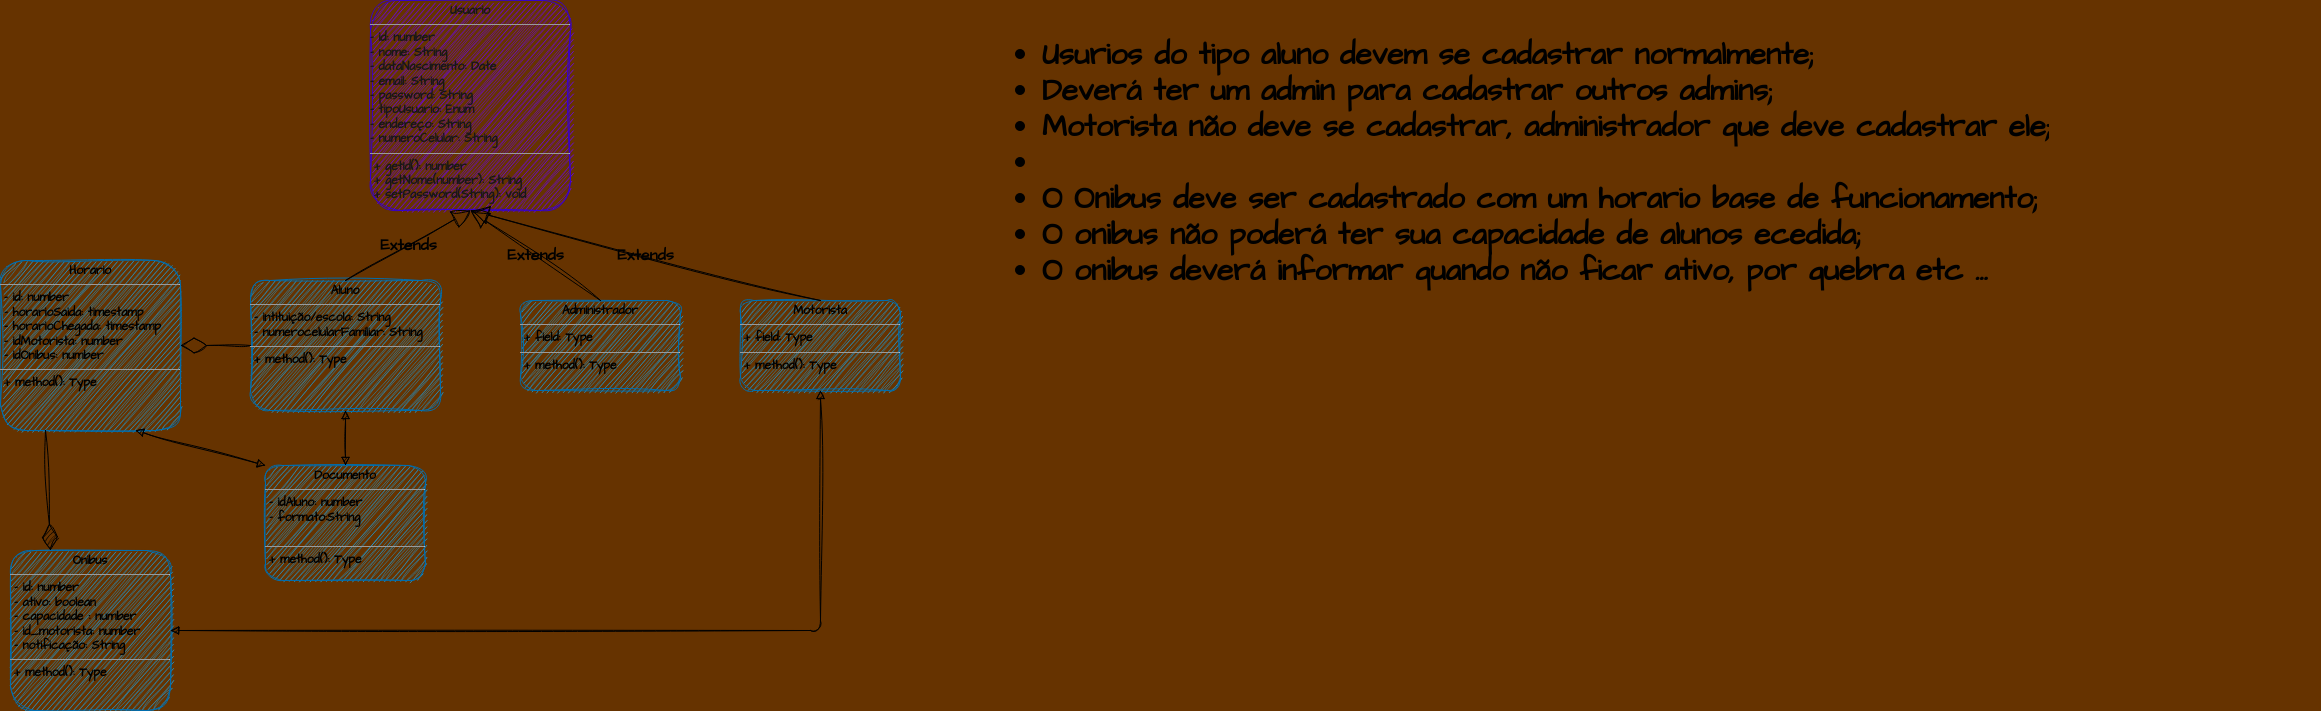 Usuario
- id: number
- nome: String
- dataNascimento: Date
- email: String
- password: String
- tipoUsuario: Enum
- endereço: String
- numeroCelular: String
+ getId(): number
+ getNome(number): String
+ setPassword(String): void
Extends
Extends
Extends
Horario
- id: number
- horarioSaida: timestamp
- horarioChegada: timestamp
- idMotorista: number
- idOnibus: number
+ method(): Type
Aluno
- intituição/escola: String
- numerocelularFamiliar: String
+ method(): Type
Administrador
+ field: Type
+ method(): Type
Motorista
+ field: Type
+ method(): Type
Documento
- idAluno: number
- formato:String
+ method(): Type
Onibus
- id: number
- ativo: boolean
- capacidade : number
- id_motorista: number
- notificação: String
+ method(): Type
• Usurios do tipo aluno devem se cadastrar normalmente;
• Deverá ter um admin para cadastrar outros admins;
• Motorista não deve se cadastrar, administrador que deve cadastrar ele;
•
• O Onibus deve ser cadastrado com um horario base de funcionamento;
• O onibus não poderá ter sua capacidade de alunos ecedida;
• O onibus deverá informar quando não ficar ativo, por quebra etc ...